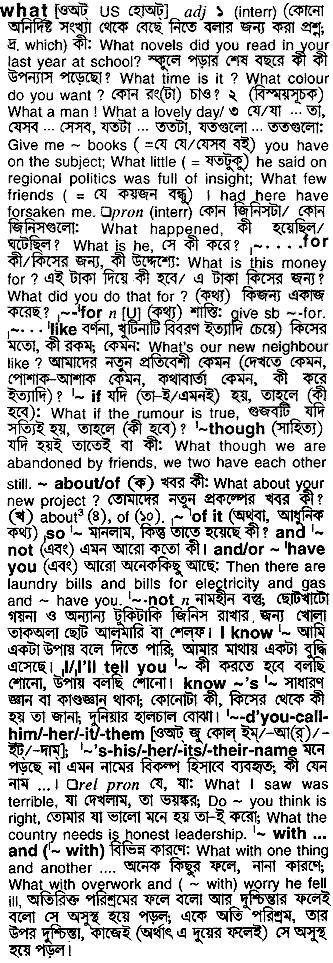 what [ওঅট US হোঅট্] adj ১ (interr) (কোনো
অনির্দিষ্ট সংখ্যা থেকে বেছে নিতে বলার জন্য করা প্রশ্ন;
দ্র. which) কী: What novels did you read in your
last year at school? স্কুলে পড়ার শেষ বছরে কী কী
উপন্যাস পড়েছো? What time is it ? What colour
do you want ? কোন রং(টা) চাও? ২ (বিস্ময়সূচক)
What a man ! What a lovely day/ ৩ যে/যা ... তা,
যেসব ... সেসব, যতটা ... ততটা, যতগুলো ... ততগুলো:
Give me ~ books ( =যে যে/যেসব বই) you have
on the subject; What little ( = যতটুকু) he said on
regional politics was full of insight; What few
friends ( = যে কয়জন বন্ধু) I had here have
forsaken me. □pron (interr) কোন জিনিসটা/ কোন
জিনিসগুলো: What happened, কী হয়েছিল/
ঘটেছিল? What is he, সে কী করে? ˈ~. . . .for
কী/কিসের জন্য, কী উদ্দেশ্যে: What is this money
for ? এই টাকা দিয়ে কী হবে/ এ টাকা কিসের জন্য?
What did you do that for ? (কথ্য) কিজন্য একাজ
করেছ? ˌ~-ˈfor n [U] (কথ্য) শাস্তি: give sb ~-for.
~. . . ˈlike বর্ণনা, খুটিনাটি বিবরণ ইত্যাদি চেয়ে) কিসের
মতো, কী রকম; কেমন: What's our new neighbour
like ? আমাদের নতুন প্রতিবেশী কেমন (দেখতে কেমন,
পোশাক-আশাক কেমন, কথাবার্তা কেমন, কী করে
ইত্যাদি)? ˈ~ if যদি (তা-ই/এমনই) হয়, তাহলে (কী
হবে): What if the rumour is true, গুজবটি যদি
সত্যিই হয়, তাহলে (কী হবে)? ˈ~though (সাহিত্য)
যদি হয়ই তাতেই বা কী: What though we are
abandoned by friends, we two have each other
still. ~ about/of (ক) খবর কী: What about your
new project ? তোমাদের নতুন প্রকল্পের খবর কী?
(খ) about³ (৪), of (১০). ˈ~ of it (অথবা, আধুনিক
কথ্য) ˌso ˈ~ মানলাম, কিন্তু তাতে হয়েছে কী? and ˈ~
not (এবং) এমন আরো কতো কী। and/or ~ ˈhave
you (এবং) আরো অনেককিছু আছে: Then there are
laundry bills and bills for electricity and gas
and ~ have you. ˈ~-not n নামহীন বস্তু; ছোটখাটো
গয়না ও অন্যান্য টুকিটাকি জিনিস রাখার জন্য খোলা
তাকঅলা ছোট আলমারি বা শেলফ। I know ˈ~ আমি
একটা উপায় বলে দিতে পারি; আমার মাথায় একটা বুদ্ধি
এসেছে। ˌI/I'll tell you ˈ~ কী করতে হবে বলছি
শোনো, উপায় বলছি শোনো। know ~'s ˈ~ সাধারণ
জ্ঞান বা কাণ্ডজ্ঞান থাকা, কোনোটা কী, কিসের থেকে কী
হয় তা জানা; দুনিয়ার হালচাল বোঝা। ˈ~-d'you-call-
him/-her/-it/-them [ওঅট্ জু কোল্ ইম্/-আ(র্)/-
ইট্/-দাম্]; ˈ~'s-his/-her/-its/-their-name মনে
পড়ছে না এমন নামের বিকল্প হিসাবে ব্যবহৃত; কী যেন
নাম ...। □rel pron যে, যা: What I saw was
terrible, যা দেখলাম, তা ভয়ঙ্কর; Do ~ you think is
right, তোমার যা ভালো মনে হয় তা-ই করো; What the
country needs is honest leadership. ˈ~ with ...
and (ˈ~ with) বিভিন্ন কারণে: What with one thing
and another .... অনেক কিছুর ফলে, নানা কারণে;
What with overwork and ( ~ with) worry he fell
ill, অতিরিক্ত পরিশ্রমের ফলে বলো আর দুশ্চিন্তার ফলেই
বলো সে অসুস্থ হয়ে পড়ল; একে অতি পরিশ্রম, তার
উপর দুশ্চিন্তা, কাজেই (অর্থাৎ এ দুয়ের ফলেই) সে অসুস্থ
হয়ে পড়ল।